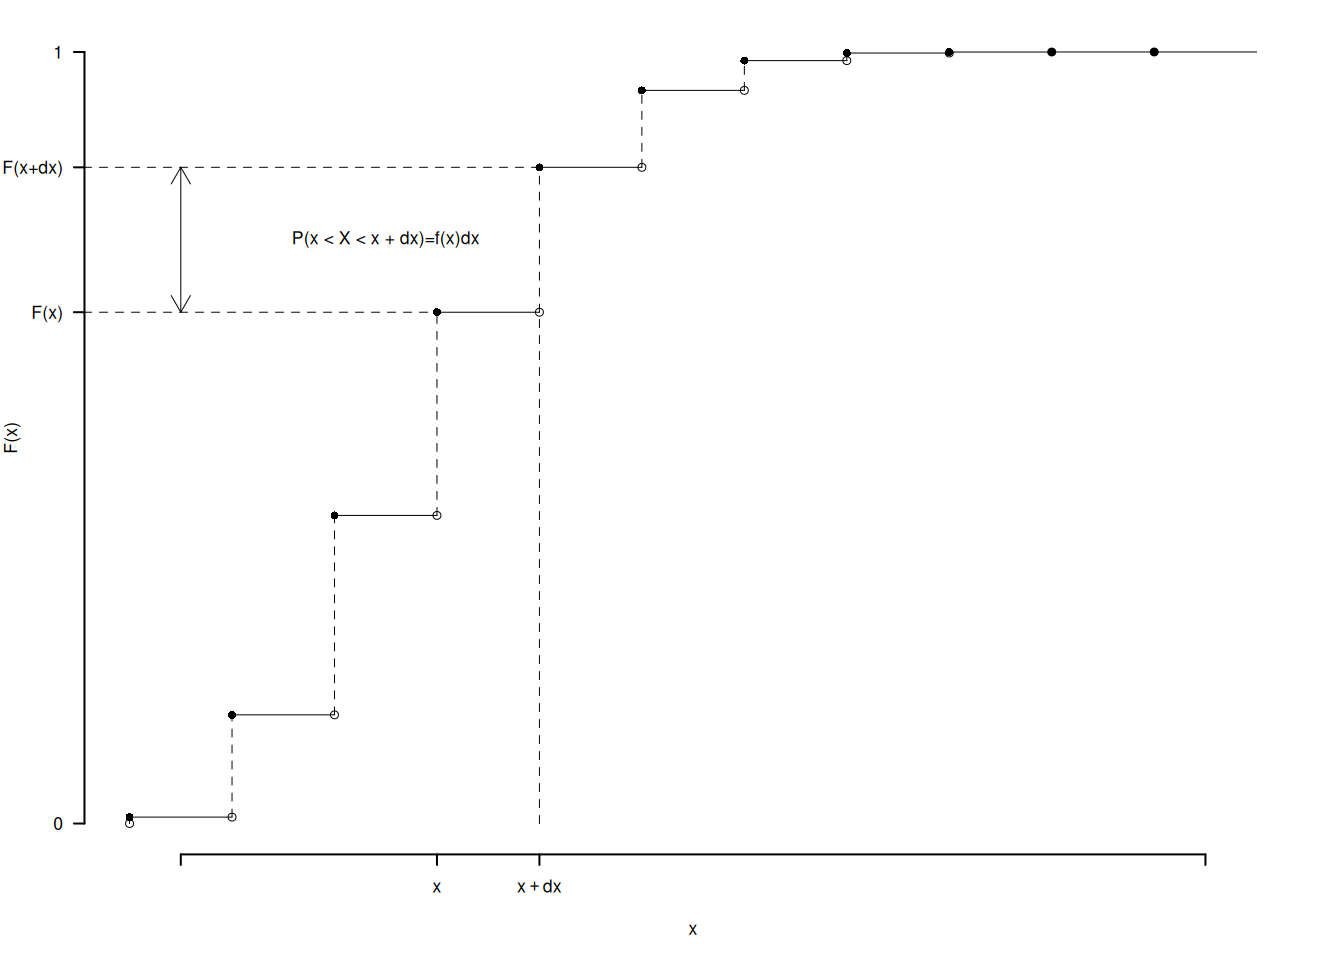 1
F(x+dx)
P(x < X < x + dx)=f(x)dx
F(x)
F(x)
0
x
x + dx
x